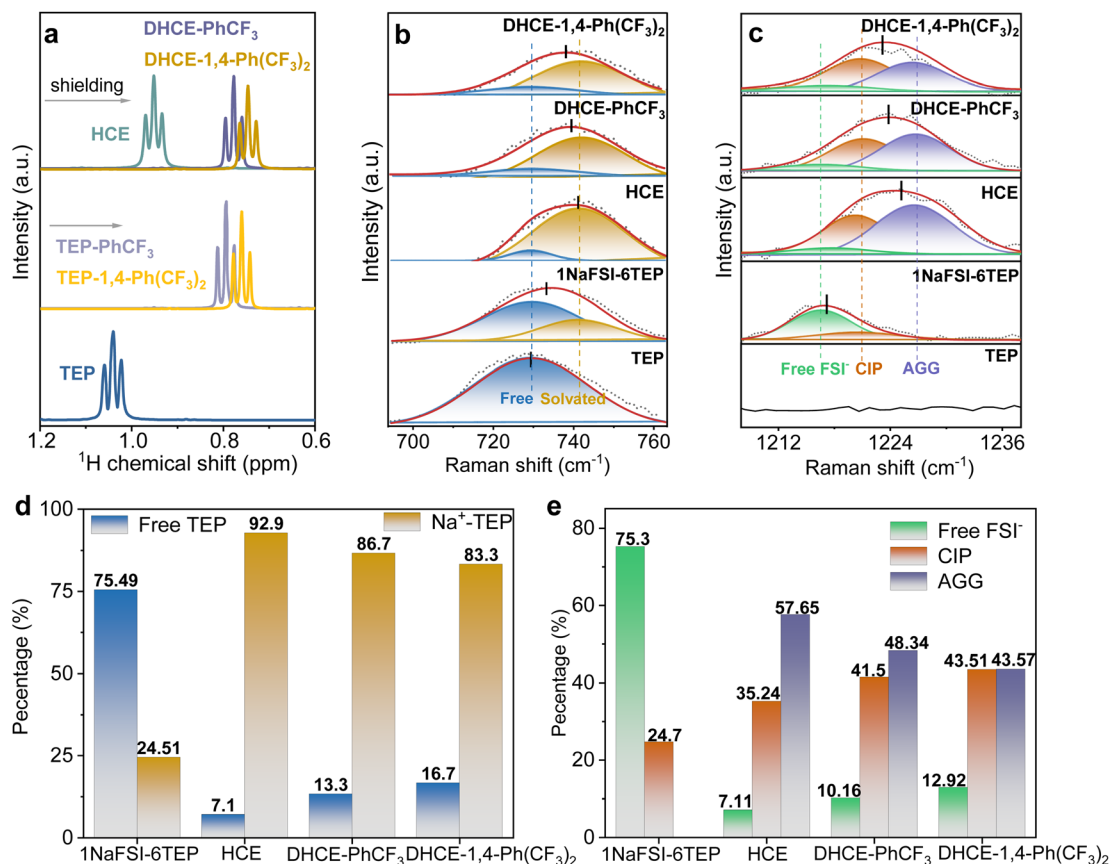 a
DHCE-PhCF₃
DHCE-1,4-Ph(CF₃)₂
shielding
HCE
TEP-PhCF₃
TEP-1,4-Ph(CF₃)₂
TEP
Intensity (a.u.)
1.2 1.0 0.8 0.6
¹H chemical shift (ppm)
b
DHCE-1,4-Ph(CF₃)₂
DHCE-PhCF₃
HCE
1NaFSI-6TEP
TEP
Free Solvated
Intensity (a.u.)
700 720 740 760
Raman shift (cm⁻¹)
c
DHCE-1,4-Ph(CF₃)₂
DHCE-PhCF₃
HCE
1NaFSI-6TEP
Free FSI⁻ CIP AGG
TEP
Intensity (a.u.)
1212 1224 1236
Raman shift (cm⁻¹)
d
Free TEP Na⁺-TEP
Pecentage (%)
100
75
50
25
0
75.49 24.51
7.1 92.9
13.3 86.7
16.7 83.3
1NaFSI-6TEP HCE DHCE-PhCF₃ DHCE-1,4-Ph(CF₃)₂
e
Free FSI⁻
CIP
AGG
Pecentage (%)
80
60
40
20
0
75.3 24.7
7.11 35.24 57.65
10.16 41.5 48.34
12.92 43.51 43.57
1NaFSI-6TEP HCE DHCE-PhCF₃ DHCE-1,4-Ph(CF₃)₂